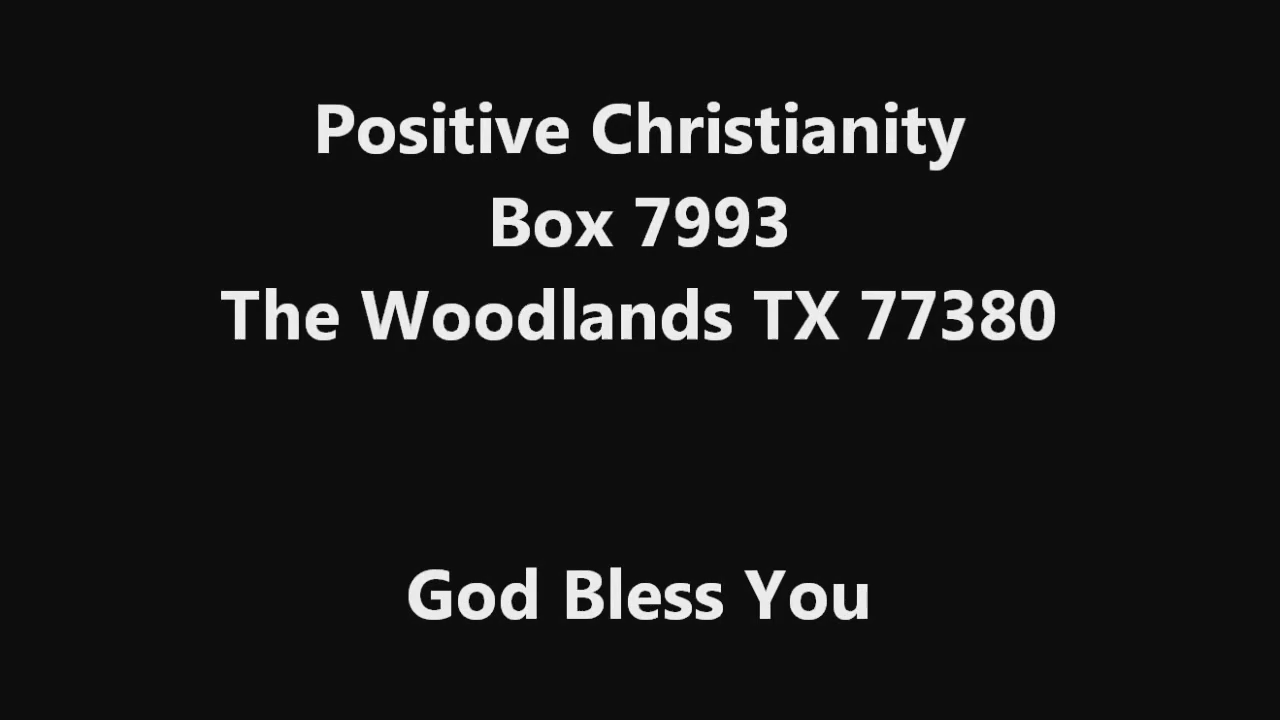 Positive Christianity
Box 7993
The Woodlands TX 77380
God Bless You